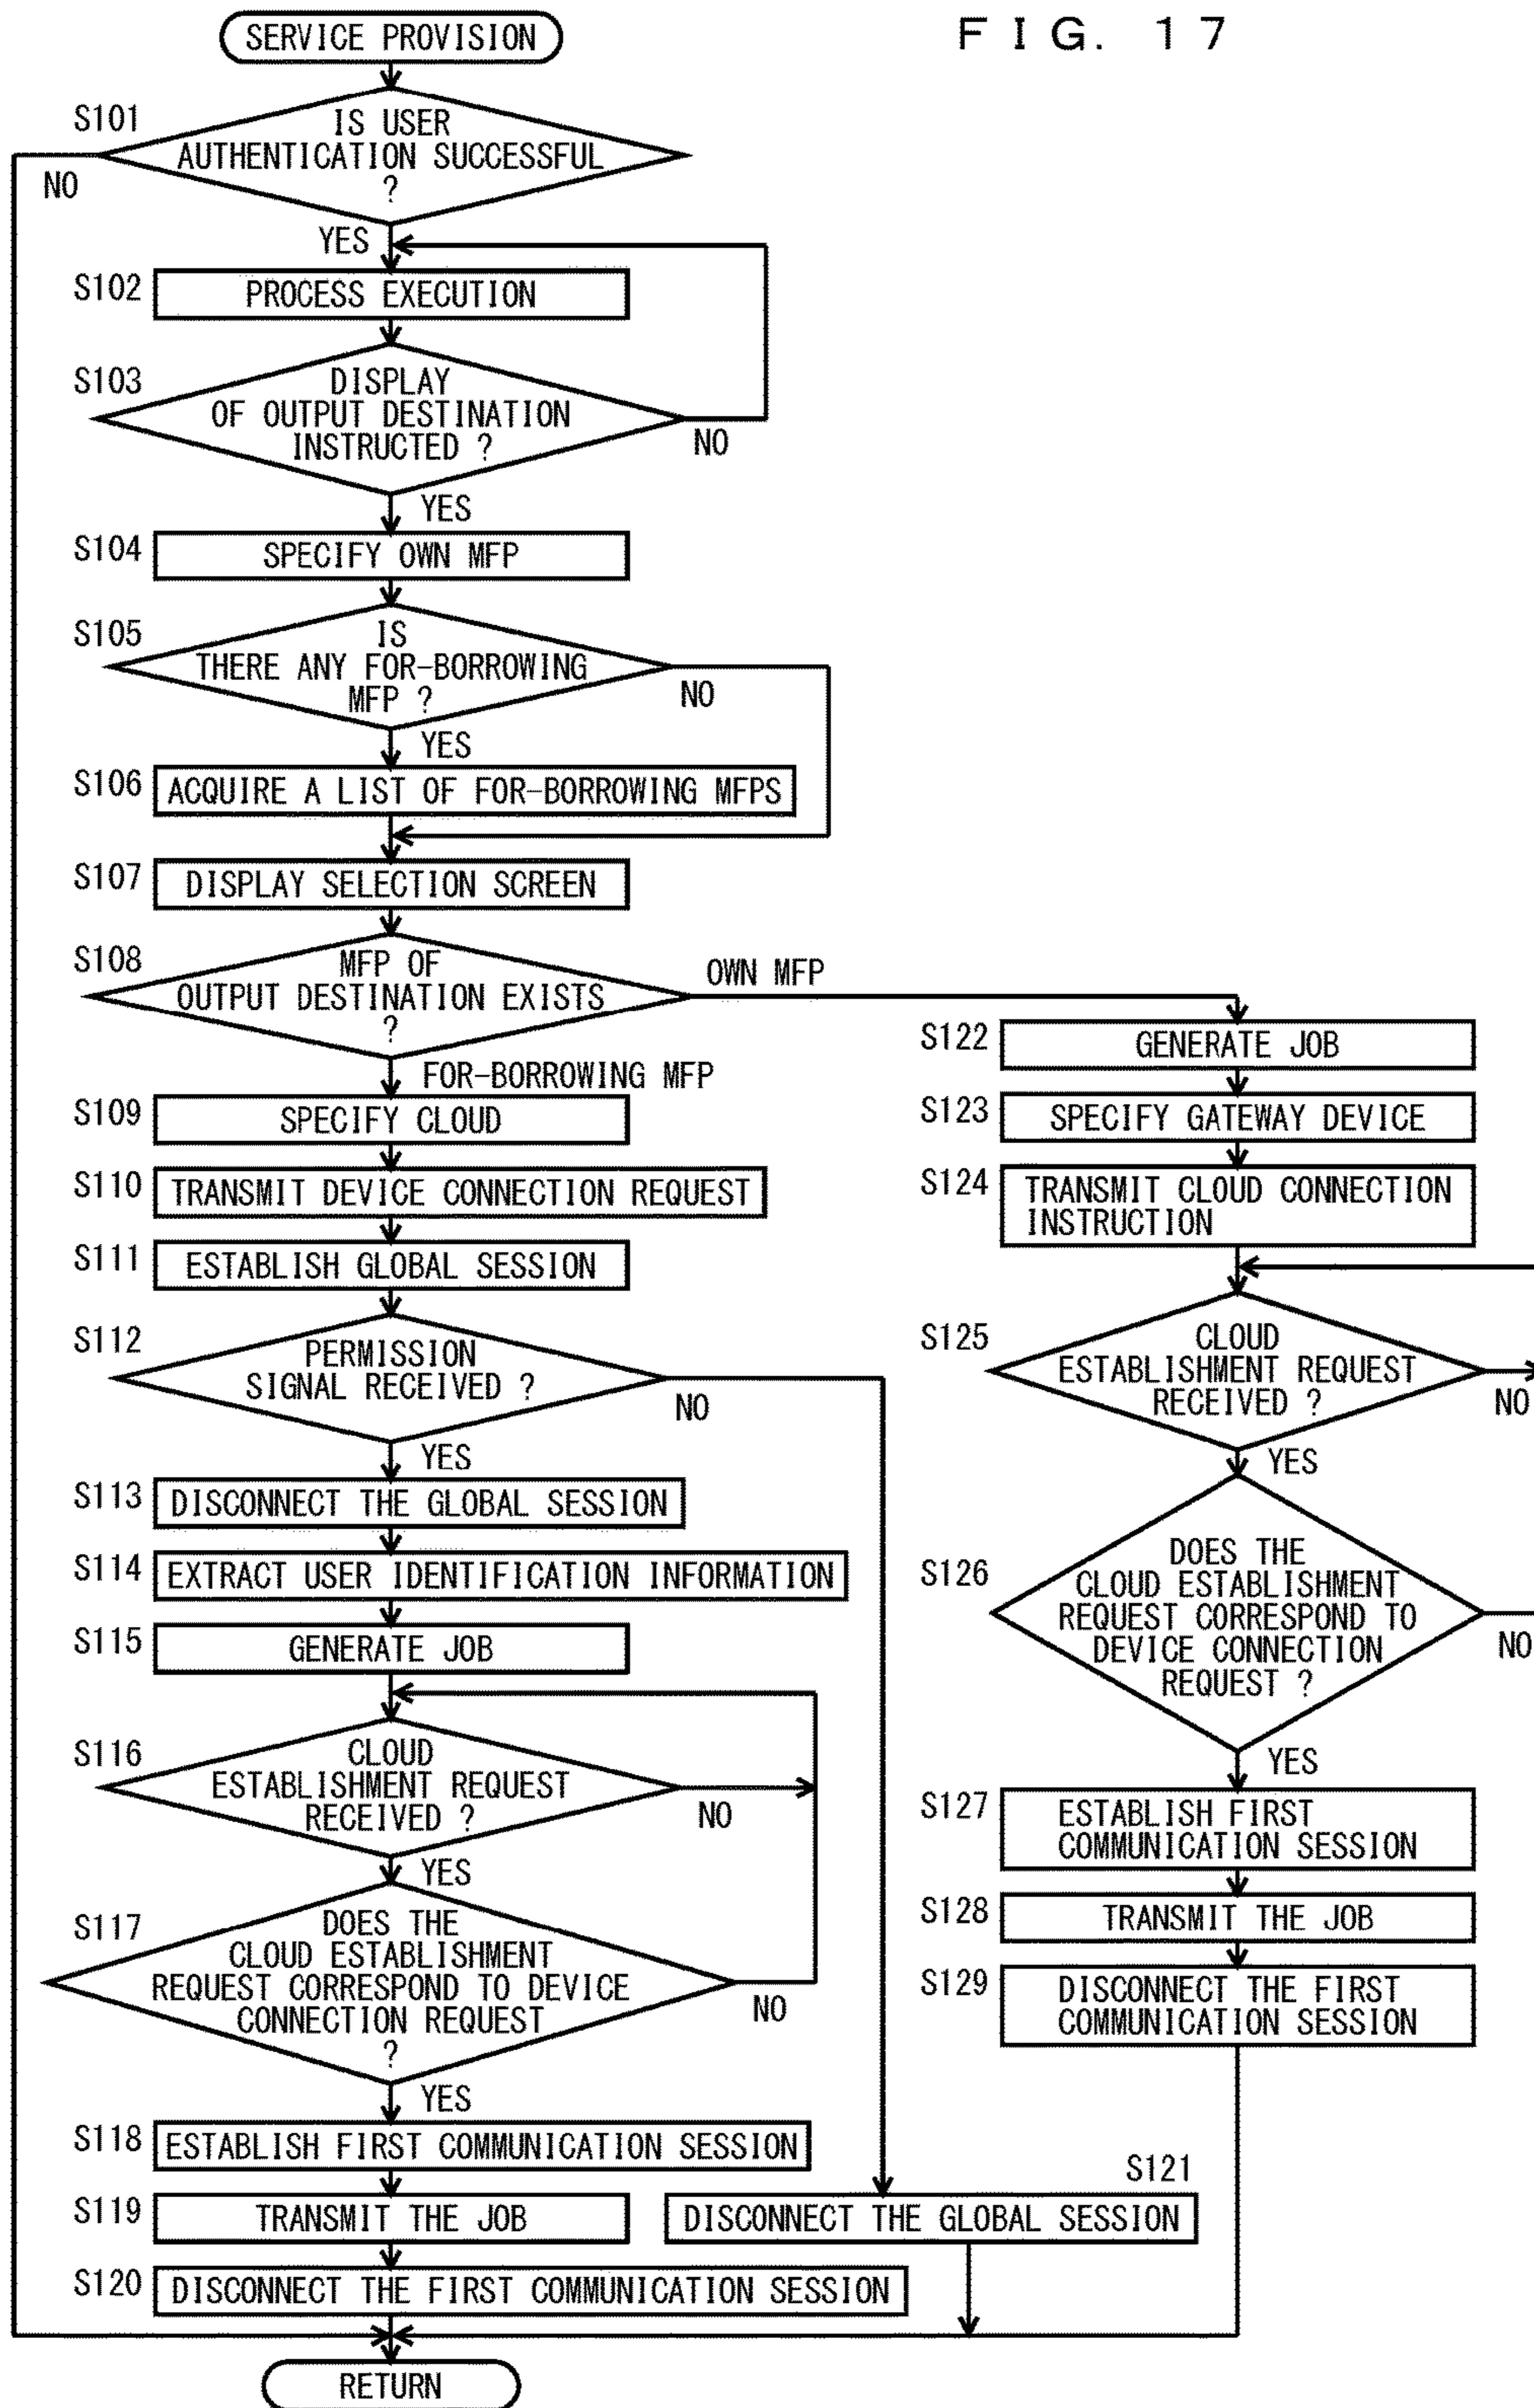 FIG. 17
SERVICE PROVISION
S101
IS USER
AUTHENTICATION SUCCESSFUL
?
NO
YES
S102
PROCESS EXECUTION
S103
DISPLAY
OF OUTPUT DESTINATION
INSTRUCTED ?
NO
YES
S104
SPECIFY OWN MFP
S105
IS
THERE ANY FOR-BORROWING
MFP ?
NO
YES
S106
ACQUIRE A LIST OF FOR-BORROWING MFPS
S107
DISPLAY SELECTION SCREEN
S108
MFP OF
OUTPUT DESTINATION EXISTS
?
OWN MFP
FOR-BORROWING MFP
S109
SPECIFY CLOUD
S110
TRANSMIT DEVICE CONNECTION REQUEST
S111
ESTABLISH GLOBAL SESSION
S112
PERMISSION
SIGNAL RECEIVED ?
NO
YES
S113
DISCONNECT THE GLOBAL SESSION
S114
EXTRACT USER IDENTIFICATION INFORMATION
S115
GENERATE JOB
S116
CLOUD
ESTABLISHMENT REQUEST
RECEIVED ?
NO
YES
S117
DOES THE
CLOUD ESTABLISHMENT
REQUEST CORRESPOND TO DEVICE
CONNECTION REQUEST
?
NO
YES
S118
ESTABLISH FIRST COMMUNICATION SESSION
S119
TRANSMIT THE JOB
S120
DISCONNECT THE FIRST COMMUNICATION SESSION
S121
DISCONNECT THE GLOBAL SESSION
S122
GENERATE JOB
S123
SPECIFY GATEWAY DEVICE
S124
TRANSMIT CLOUD CONNECTION
INSTRUCTION
S125
CLOUD
ESTABLISHMENT REQUEST
RECEIVED ?
NO
YES
S126
DOES THE
CLOUD ESTABLISHMENT
REQUEST CORRESPOND TO
DEVICE CONNECTION
REQUEST ?
NO
YES
S127
ESTABLISH FIRST
COMMUNICATION SESSION
S128
TRANSMIT THE JOB
S129
DISCONNECT THE FIRST
COMMUNICATION SESSION
RETURN